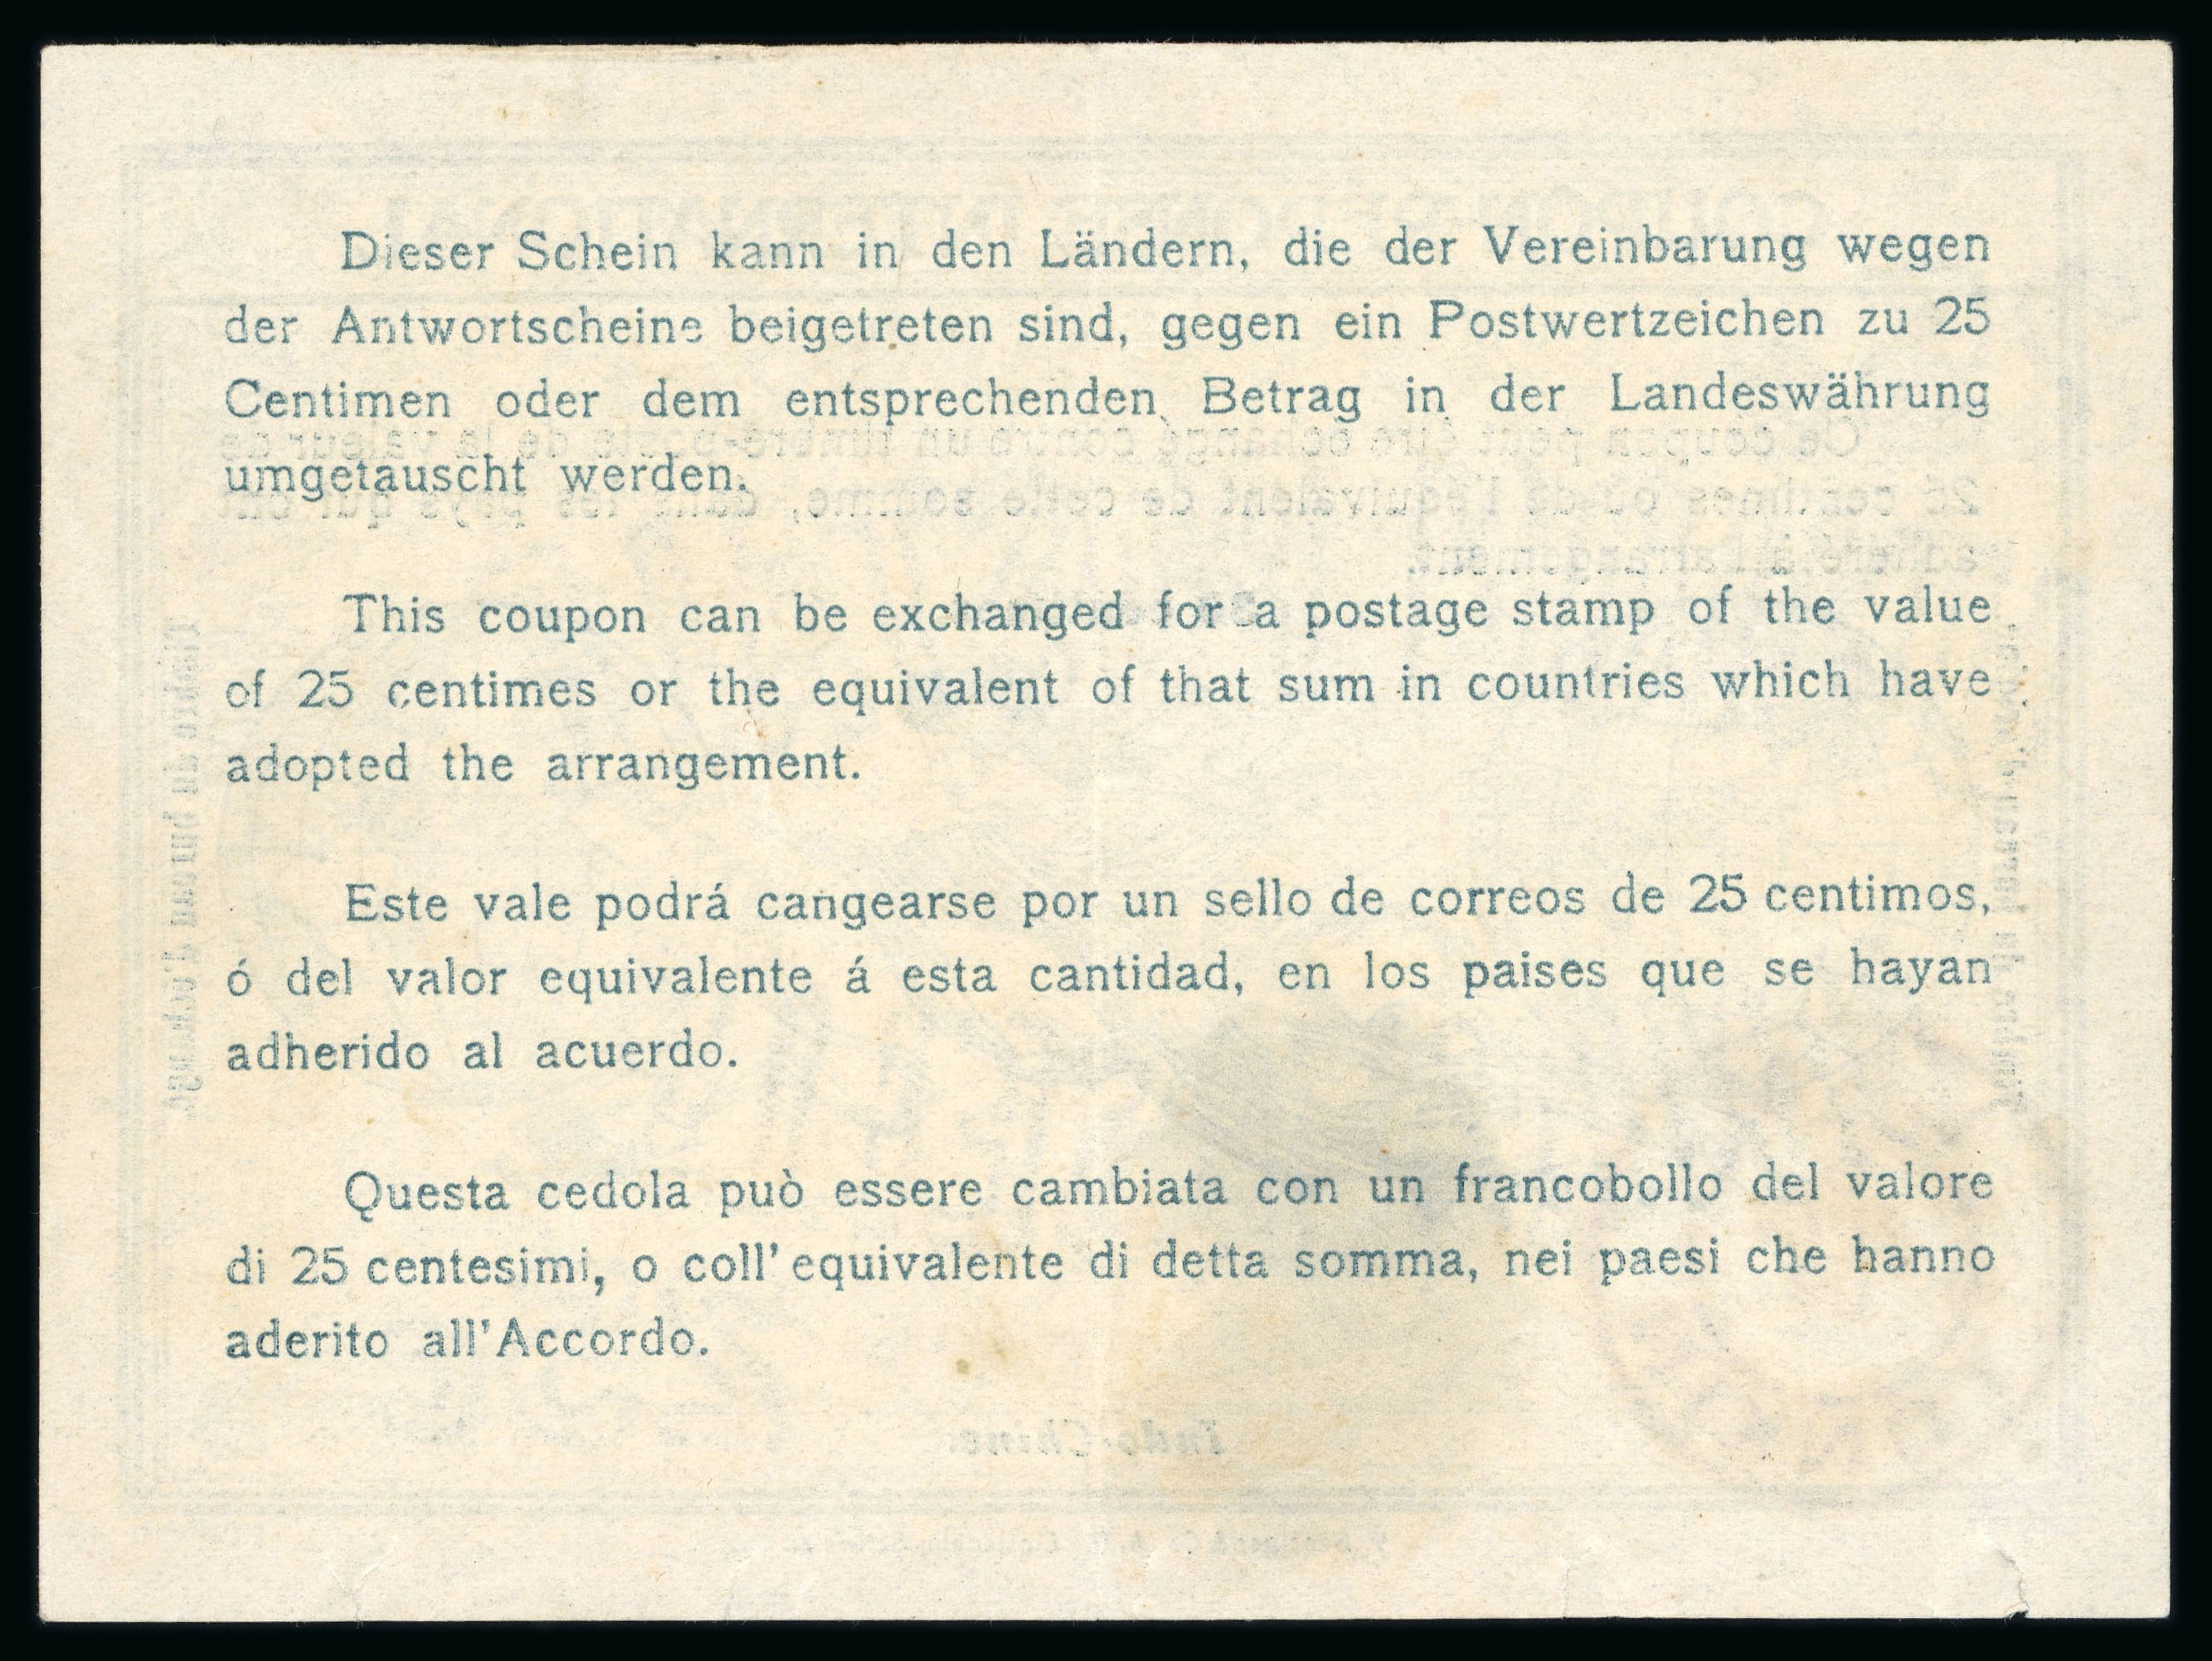 Dieser Schein kann in den Ländern, die der Vereinbarung wegen
der Antwortscheine beigetreten sind, gegen ein Postwertzeichen zu 25
Centimen oder dem entsprechenden Betrag in der Landeswährung
umgetauscht werden.
This coupon can be exchanged for a postage stamp of the value
of 25 centimes or the equivalent of that sum in countries which have
adopted the arrangement.
Este vale podrá cangearse por un sello de correos de 25 centimos,
ó del valor equivalente á esta cantidad, en los paises que se hayan
adherido al acuerdo.
Questa cedola può essere cambiata con un francobollo del valore
di 25 centesimi, o coll'equivalente di detta somma, nei paesi che hanno
aderito all'Accordo.